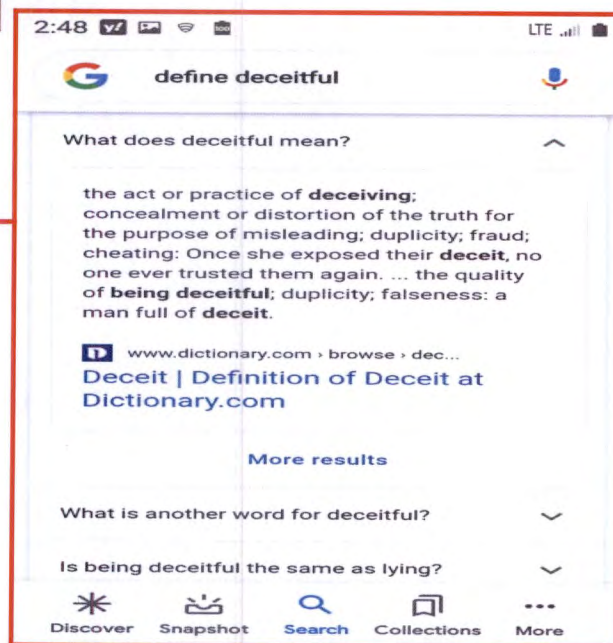 2:48 y! 100 LTE
G define deceitful
What does deceitful mean?
the act or practice of deceiving;
concealment or distortion of the truth for
the purpose of misleading; duplicity; fraud;
cheating: Once she exposed their deceit, no
one ever trusted them again. ... the quality
of being deceitful; duplicity; falseness: a
man full of deceit.
D www.dictionary.com › browse › dec...
Deceit | Definition of Deceit at
Dictionary.com
More results
What is another word for deceitful?
Is being deceitful the same as lying?
Discover Snapshot Search Collections More